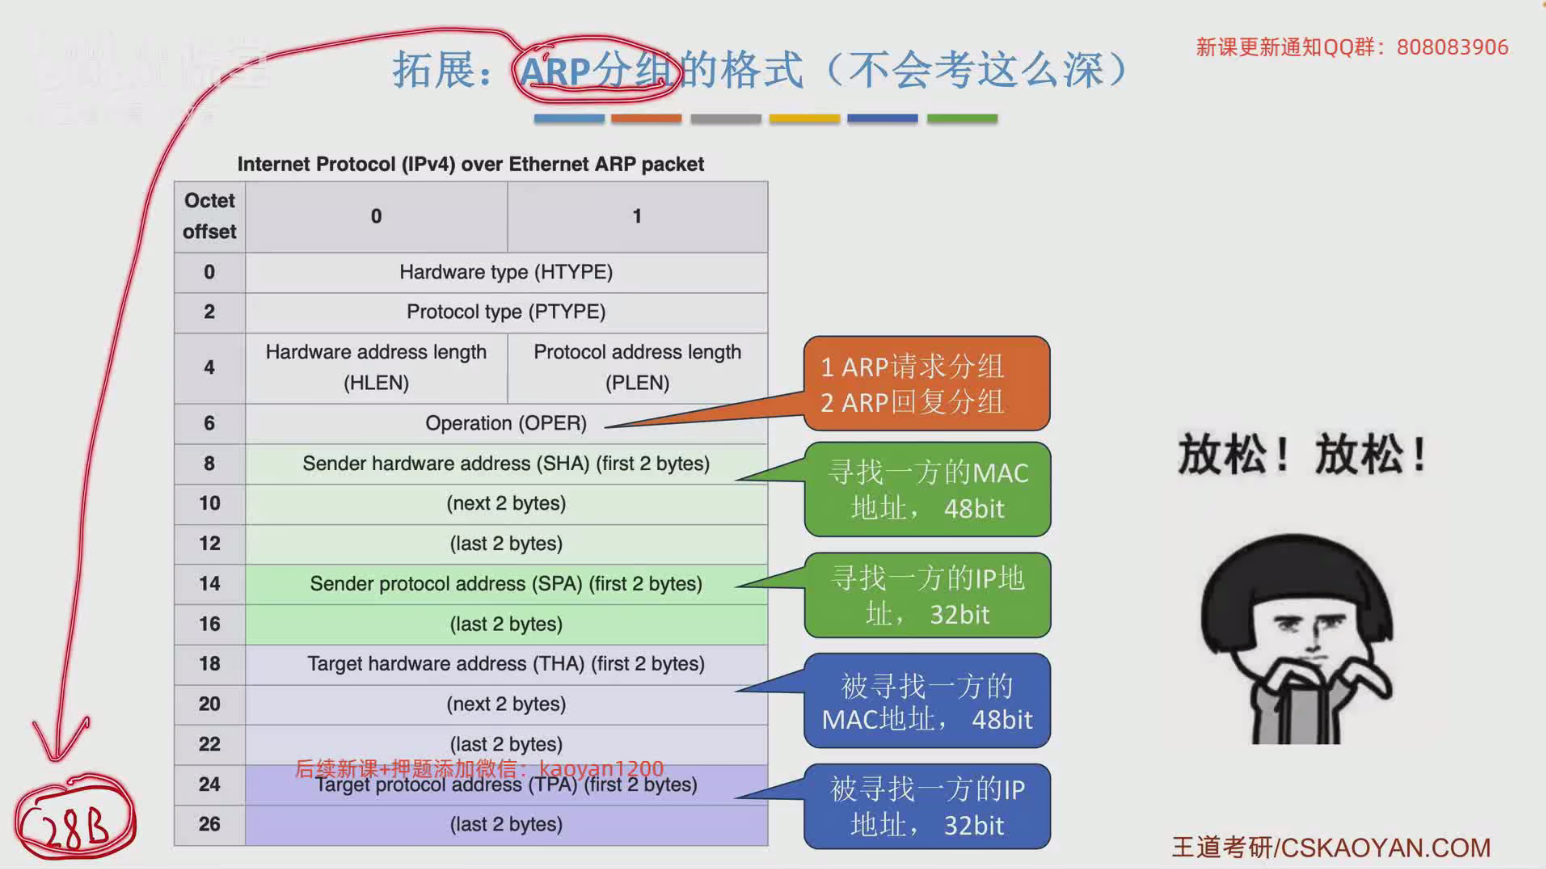 新课更新通知QQ群：808083906
拓展：ARP分组的格式（不会考这么深）
Internet Protocol (IPv4) over Ethernet ARP packet
Octet offset 0 1
0 Hardware type (HTYPE)
2 Protocol type (PTYPE)
4 Hardware address length (HLEN) Protocol address length (PLEN)
6 Operation (OPER)
8 Sender hardware address (SHA) (first 2 bytes)
10 (next 2 bytes)
12 (last 2 bytes)
14 Sender protocol address (SPA) (first 2 bytes)
16 (last 2 bytes)
18 Target hardware address (THA) (first 2 bytes)
20 (next 2 bytes)
22 (last 2 bytes)
后续新课+押题添加微信：kaoyan1200
24 Target protocol address (TPA) (first 2 bytes)
26 (last 2 bytes)
1 ARP请求分组
2 ARP回复分组
寻找一方的MAC
地址， 48bit
寻找一方的IP地
址， 32bit
被寻找一方的
MAC地址， 48bit
被寻找一方的IP
地址， 32bit
放松！放松！
28B
王道考研/CSKAOYAN.COM